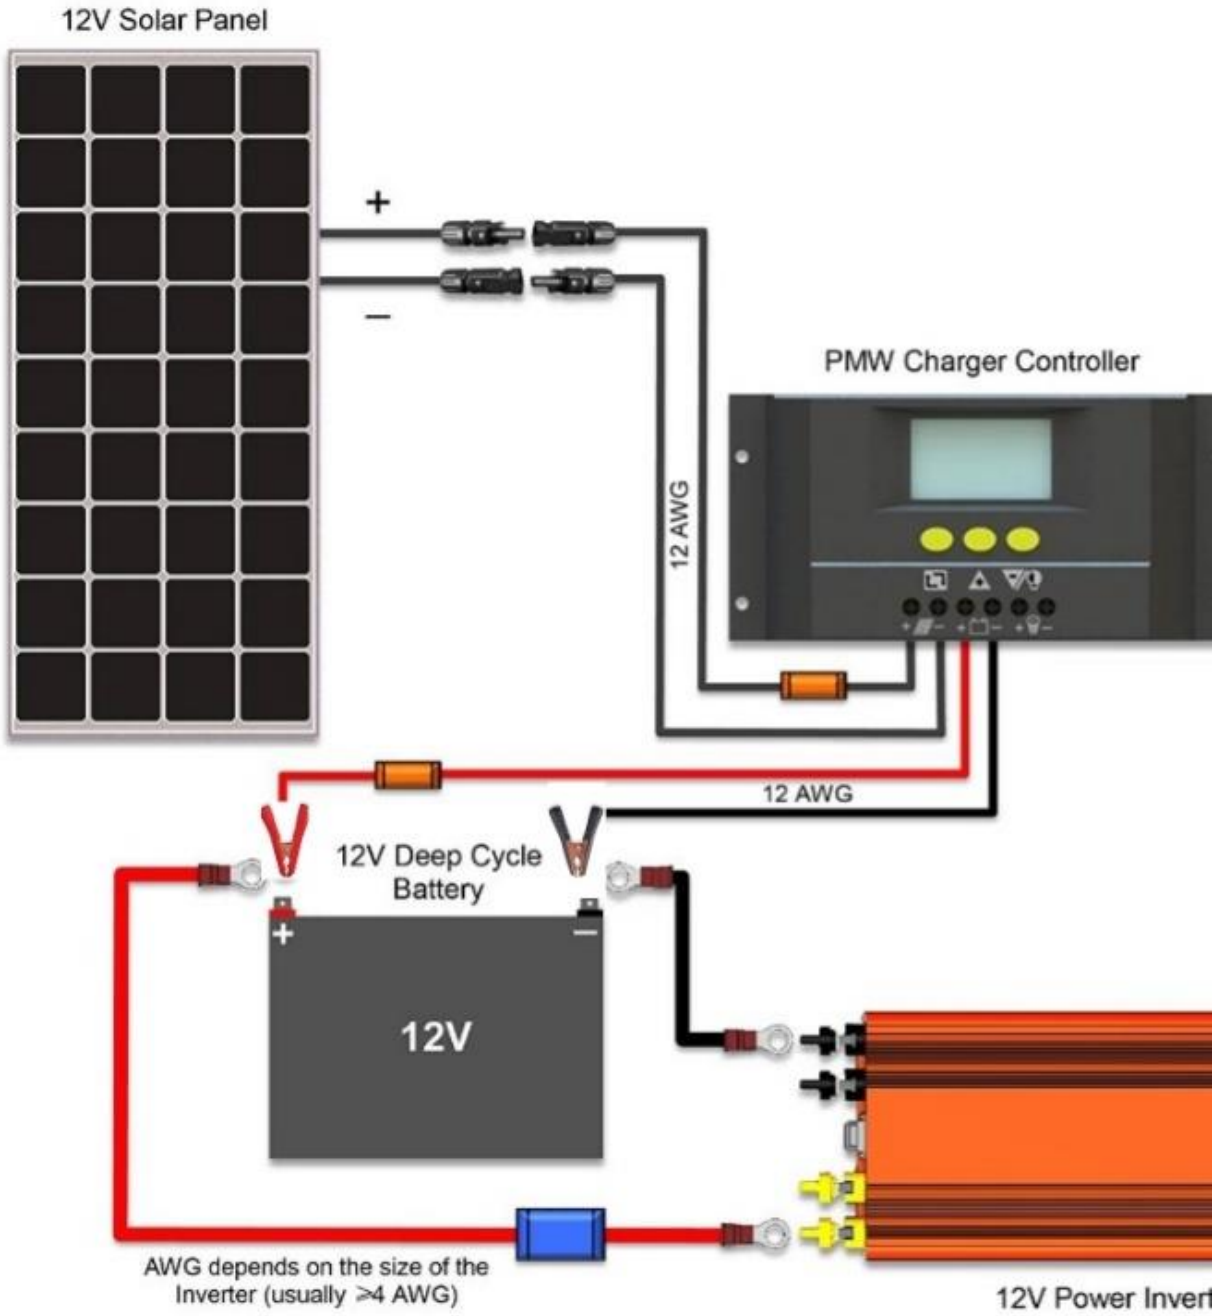 12V Solar Panel
+
−
PMW Charger Controller
12 AWG
+ − + − + −
12 AWG
12V Deep Cycle
Battery
+ −
12V
AWG depends on the size of the
Inverter (usually ⩾4 AWG)
12V Power Invert